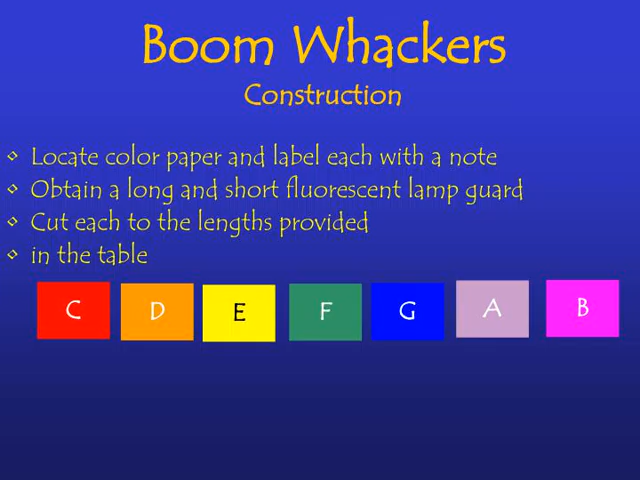 Boom Whackers
Construction
• Locate color paper and label each with a note
• Obtain a long and short fluorescent lamp guard
• Cut each to the lengths provided
• in the table
C D E F G A B